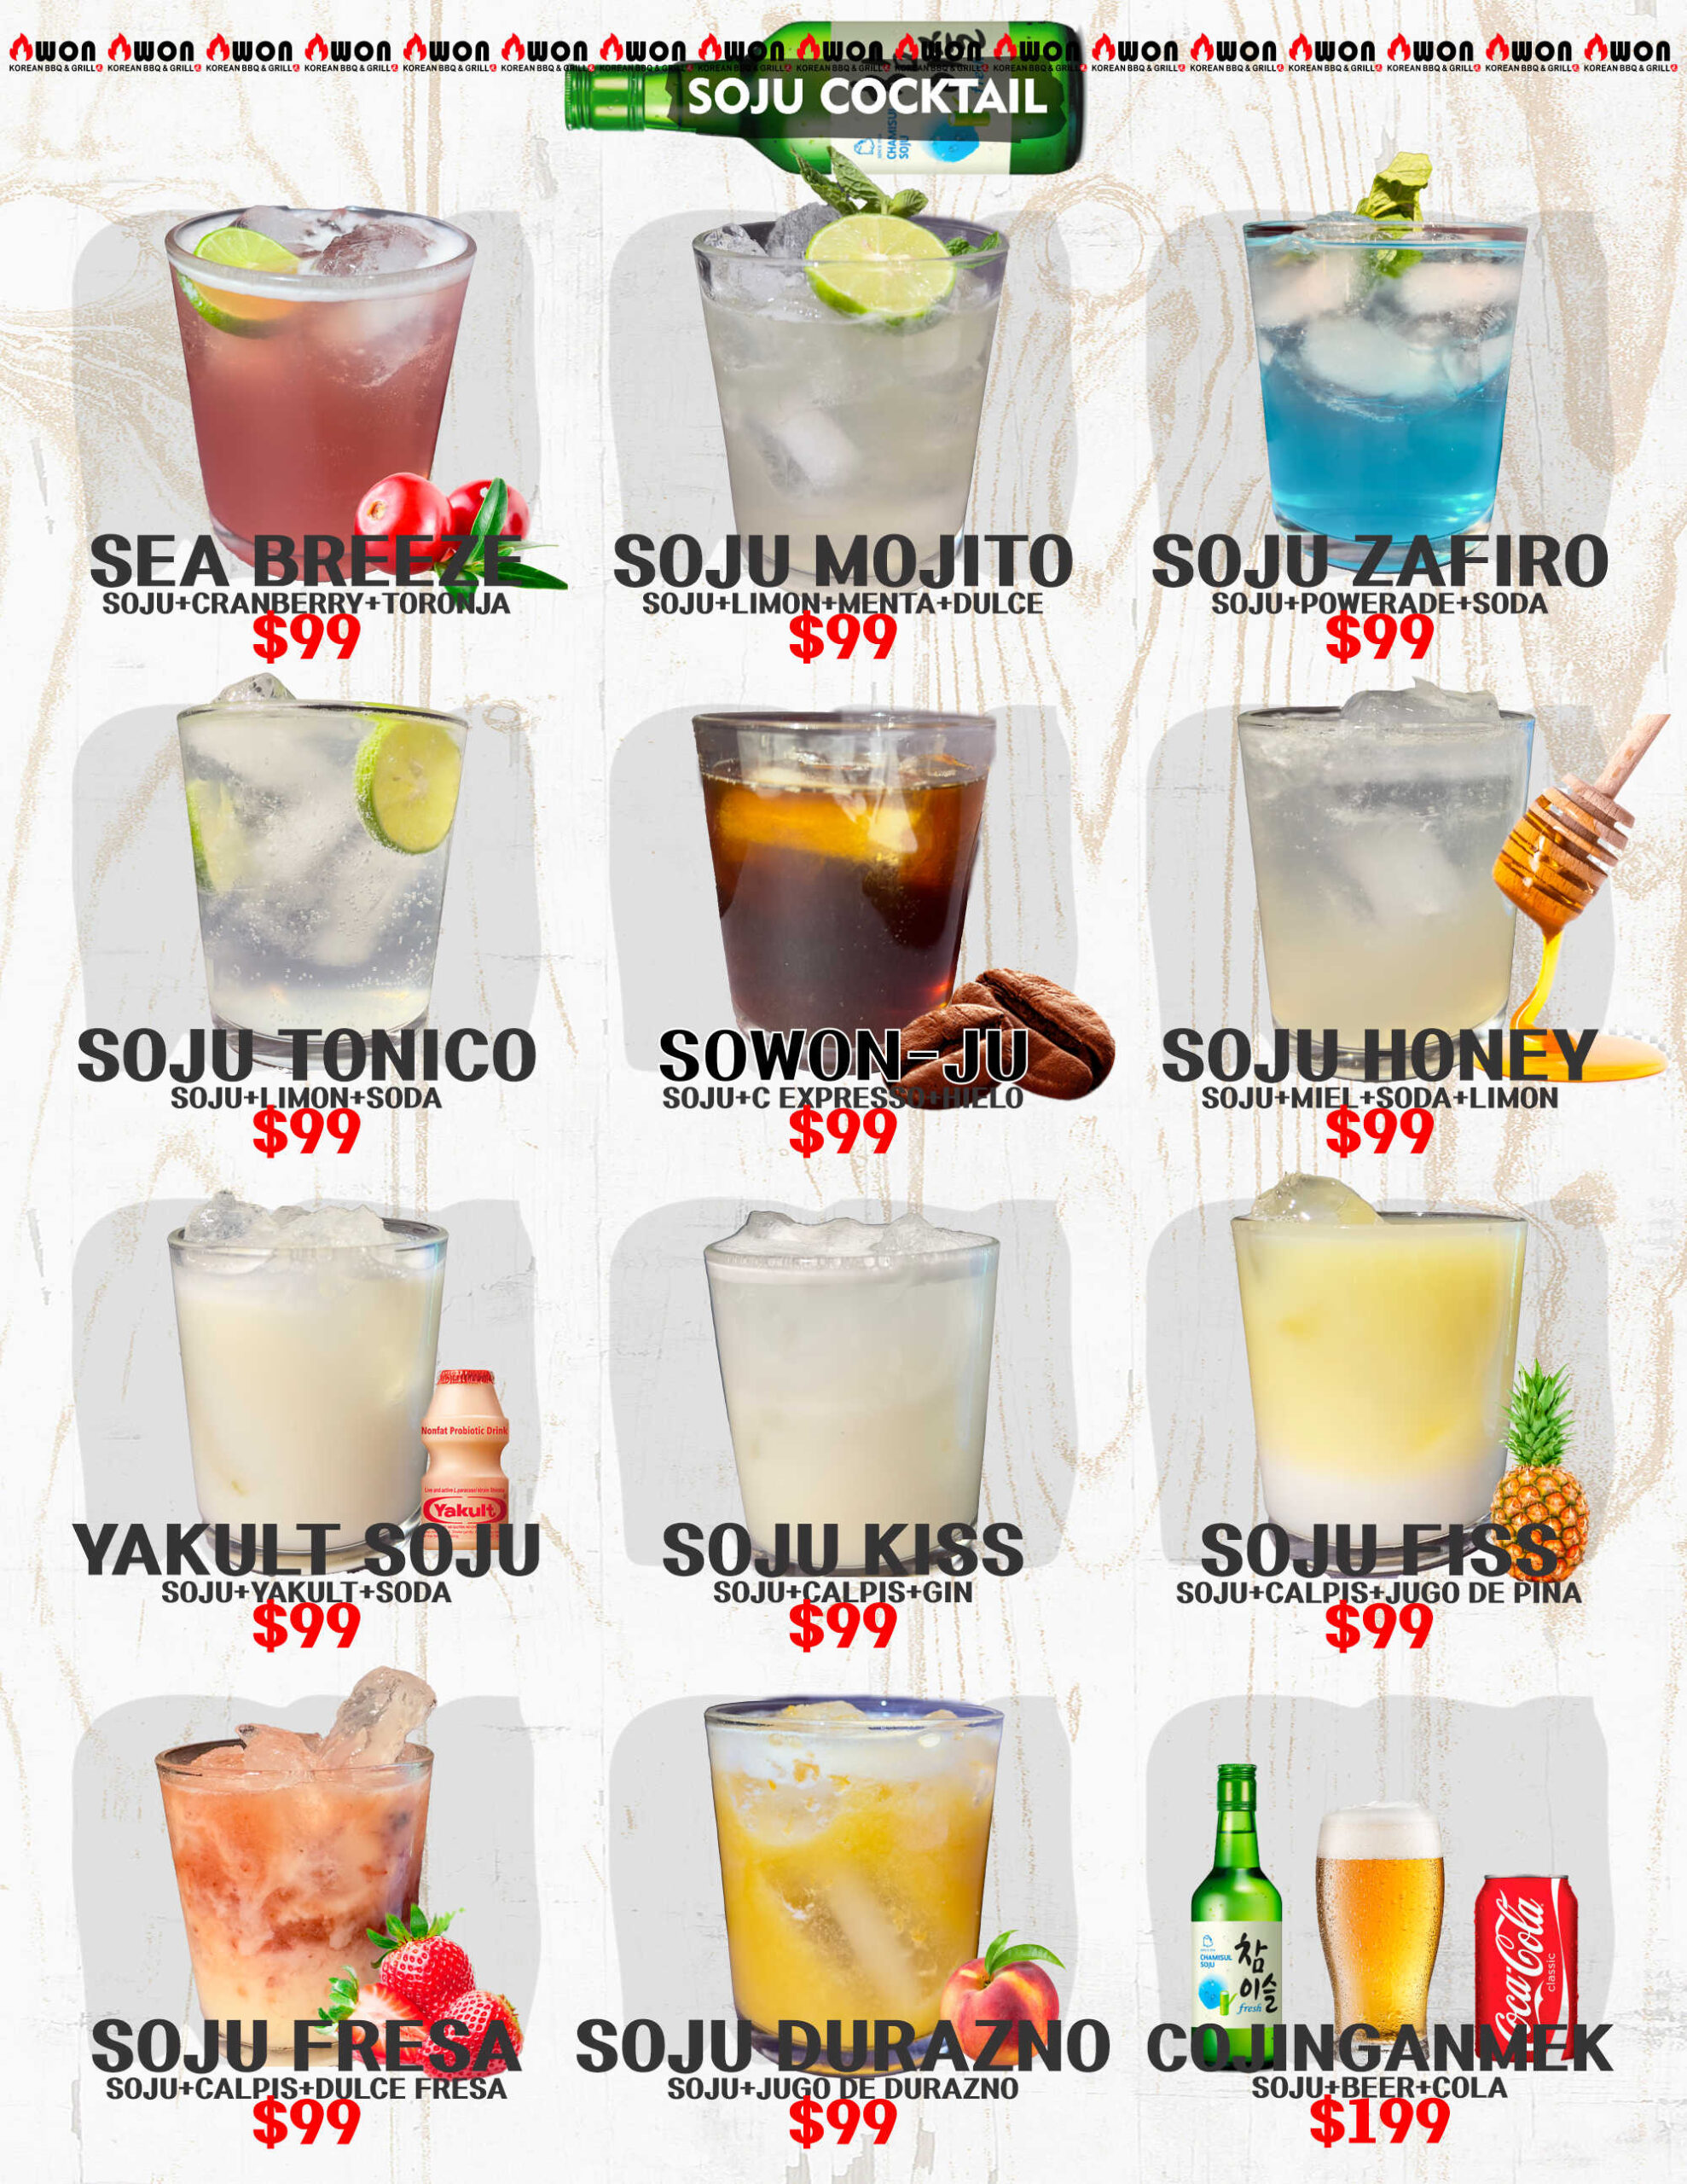 won won won won won won won won won won won won won won won won won
KOREAN BBQ & GRILL KOREAN BBQ & GRILL KOREAN BBQ & GRILL KOREAN BBQ & GRILL KOREAN BBQ & GRILL KOREAN BBQ & GRILL KOREAN BBQ & GRILL KOREAN BBQ & GRILL KOREAN BBQ & GRILL KOREAN BBQ & GRILL KOREAN BBQ & GRILL KOREAN BBQ & GRILL KOREAN BBQ & GRILL KOREAN BBQ & GRILL KOREAN BBQ & GRILL KOREAN BBQ & GRILL KOREAN BBQ & GRILL
SOJU COCKTAIL
CHAMISUL
SOJU
SEA BREEZE
SOJU+CRANBERRY+TORONJA
$99
SOJU MOJITO
SOJU+LIMON+MENTA+DULCE
$99
SOJU ZAFIRO
SOJU+POWERADE+SODA
$99
SOJU TONICO
SOJU+LIMON+SODA
$99
SOWON-JU
SOJU+C EXPRESSO+HIELO
$99
SOJU HONEY
SOJU+MIEL+SODA+LIMON
$99
Nonfat Probiotic Drink
Yakult
YAKULT SOJU
SOJU+YAKULT+SODA
$99
SOJU KISS
SOJU+CALPIS+GIN
$99
SOJU FISS
SOJU+CALPIS+JUGO DE PINA
$99
SOJU FRESA
SOJU+CALPIS+DULCE FRESA
$99
SOJU DURAZNO
SOJU+JUGO DE DURAZNO
$99
CHAMISUL
SOJU
참
이슬
fresh
Coca-Cola
classic
COJINGANMEK
SOJU+BEER+COLA
$199